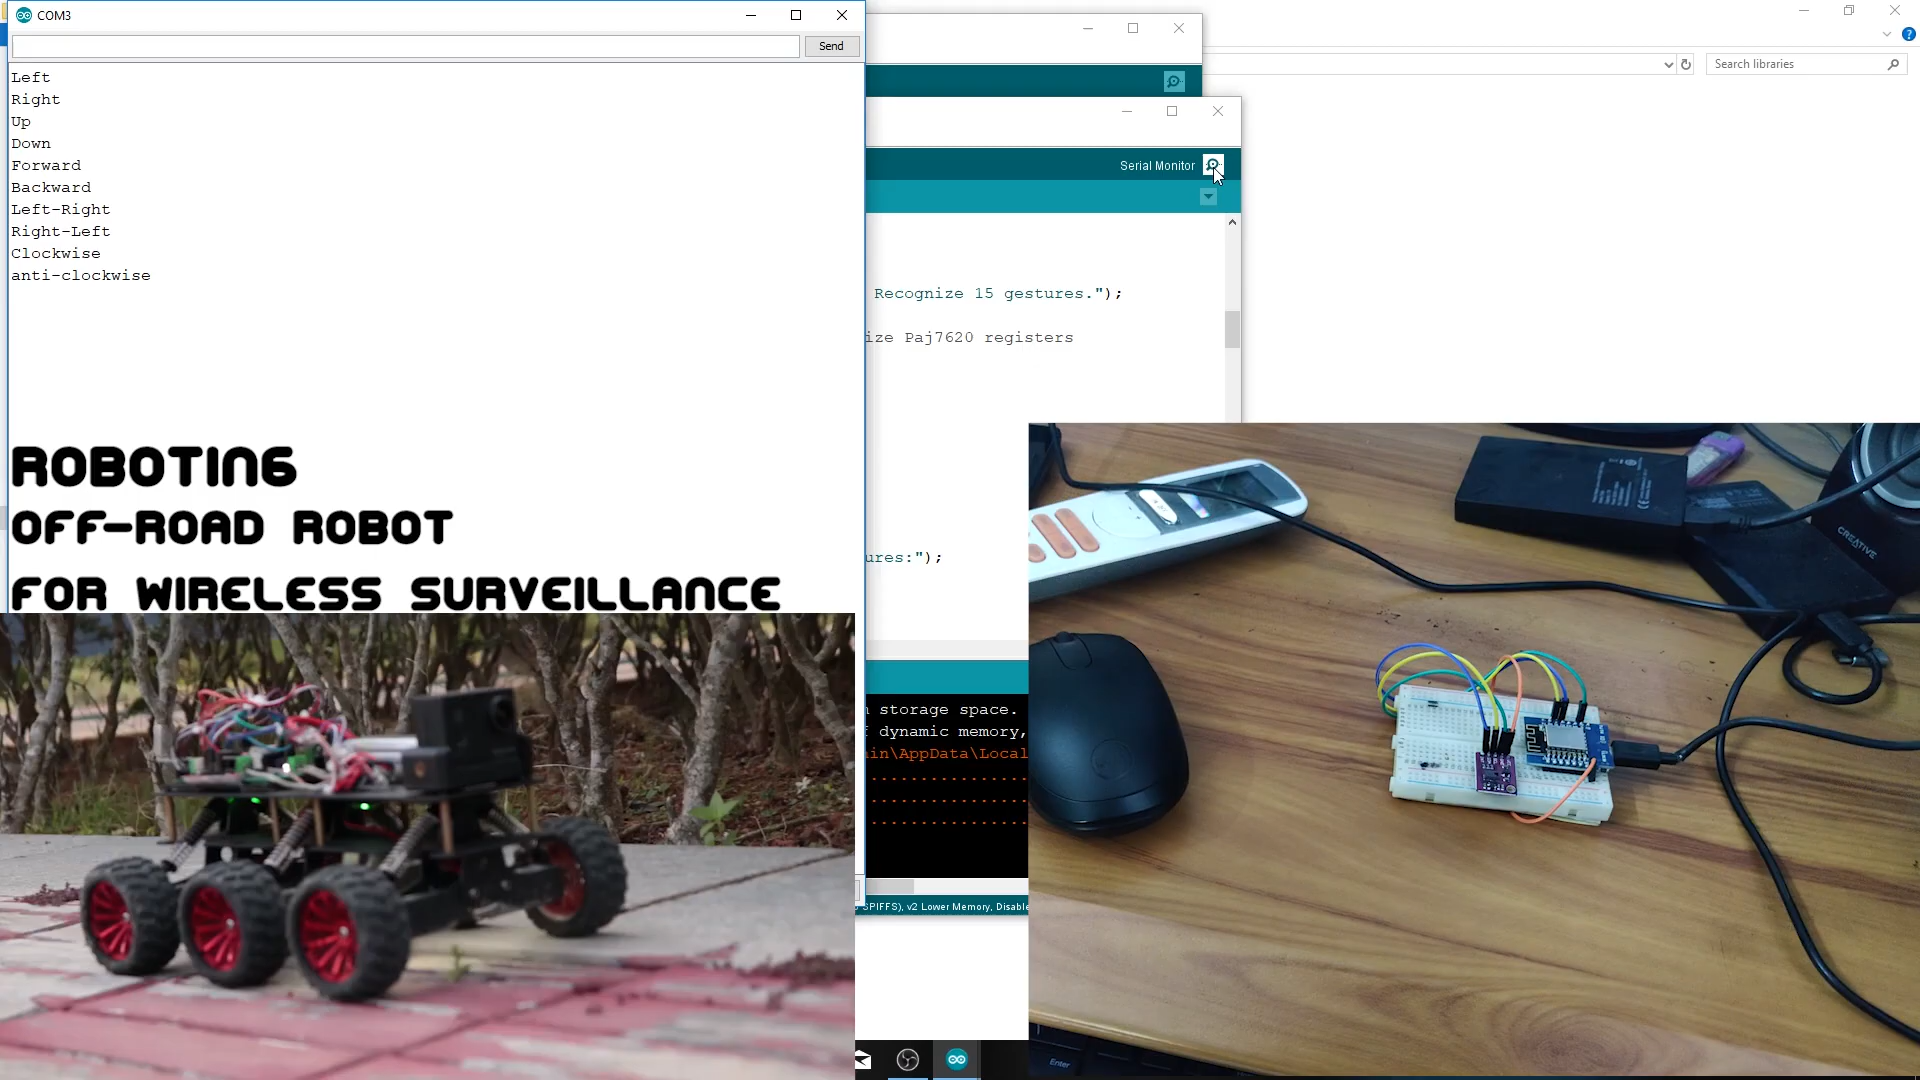 COM3
Send
Left
Right
Up
Down
Forward
Backward
Left-Right
Right-Left
Clockwise
anti-clockwise
Search libraries
Serial Monitor
Recognize 15 gestures.");
ize Paj7620 registers
ures:");
storage space.
dynamic memory,
in\AppData\Local
SPIFFS), v2 Lower Memory, Disable
ROBOTING
OFF-ROAD ROBOT
FOR WIRELESS SURVEILLANCE
CREATIVE
Enter